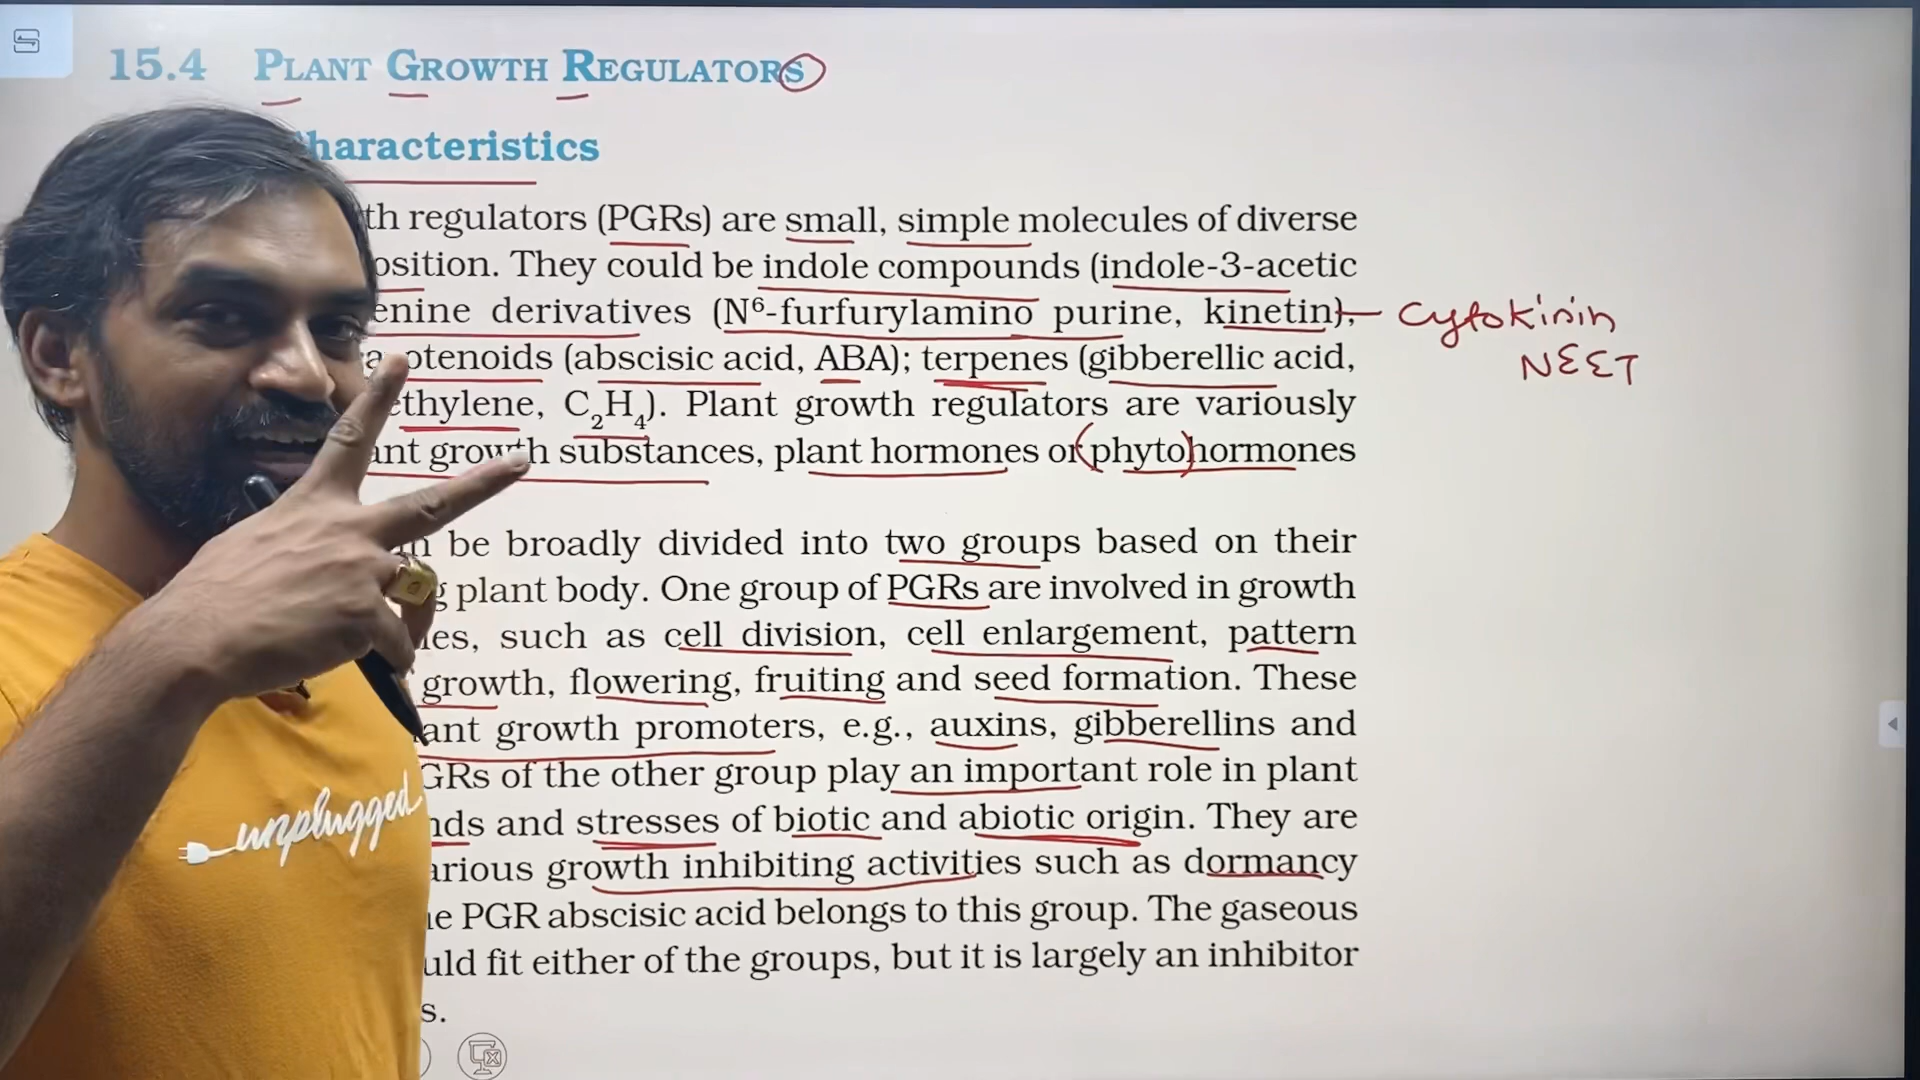 15.4 PLANT GROWTH REGULATORS
haracteristics
th regulators (PGRs) are small, simple molecules of diverse
osition. They could be indole compounds (indole-3-acetic
enine derivatives (N⁶-furfurylamino purine, kinetin), Cytokinin
NEET
otenoids (abscisic acid, ABA); terpenes (gibberellic acid,
ethylene, C₂H₄). Plant growth regulators are variously
ant growth substances, plant hormones or (phyto)hormones
n be broadly divided into two groups based on their
g plant body. One group of PGRs are involved in growth
ies, such as cell division, cell enlargement, pattern
growth, flowering, fruiting and seed formation. These
ant growth promoters, e.g., auxins, gibberellins and
GRs of the other group play an important role in plant
nds and stresses of biotic and abiotic origin. They are
arious growth inhibiting activities such as dormancy
e PGR abscisic acid belongs to this group. The gaseous
uld fit either of the groups, but it is largely an inhibitor
s.
unplugged